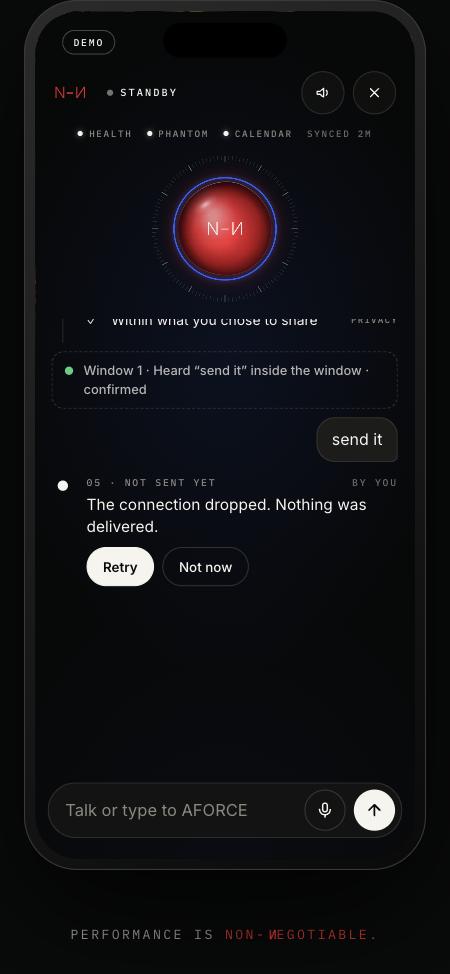 DEMO
N–И STANDBY
HEALTH PHANTOM CALENDAR SYNCED 2M
N–И
Within what you chose to share PRIVACY
Window 1 · Heard “send it” inside the window ·
confirmed
send it
05 · NOT SENT YET BY YOU
The connection dropped. Nothing was
delivered.
Retry Not now
Talk or type to AFORCE
PERFORMANCE IS NON-ИEGOTIABLE.